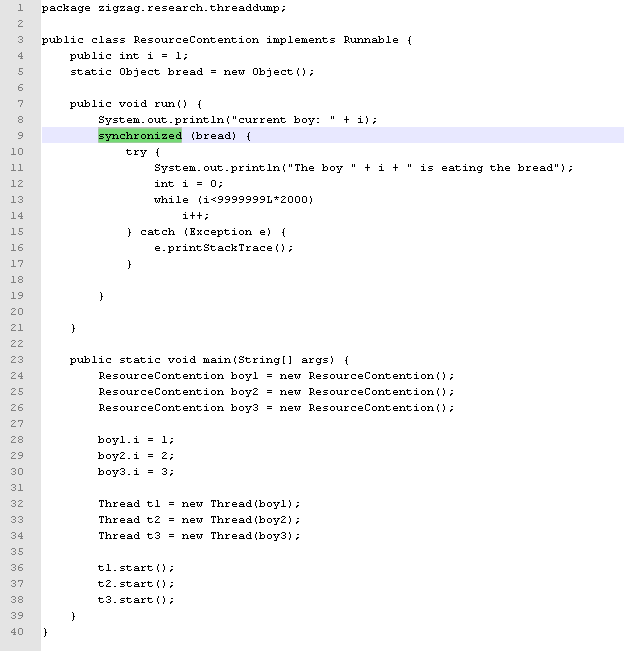 1 package zigzag.research.threaddump;
2
3 public class ResourceContention implements Runnable {
4     public int i = 1;
5     static Object bread = new Object();
6
7     public void run() {
8         System.out.println("current boy: " + i);
9         synchronized (bread) {
10             try {
11                 System.out.println("The boy " + i + " is eating the bread");
12                 int i = 0;
13                 while (i<9999999L*2000)
14                     i++;
15             } catch (Exception e) {
16                 e.printStackTrace();
17             }
18
19         }
20
21     }
22
23     public static void main(String[] args) {
24         ResourceContention boy1 = new ResourceContention();
25         ResourceContention boy2 = new ResourceContention();
26         ResourceContention boy3 = new ResourceContention();
27
28         boy1.i = 1;
29         boy2.i = 2;
30         boy3.i = 3;
31
32         Thread t1 = new Thread(boy1);
33         Thread t2 = new Thread(boy2);
34         Thread t3 = new Thread(boy3);
35
36         t1.start();
37         t2.start();
38         t3.start();
39     }
40 }